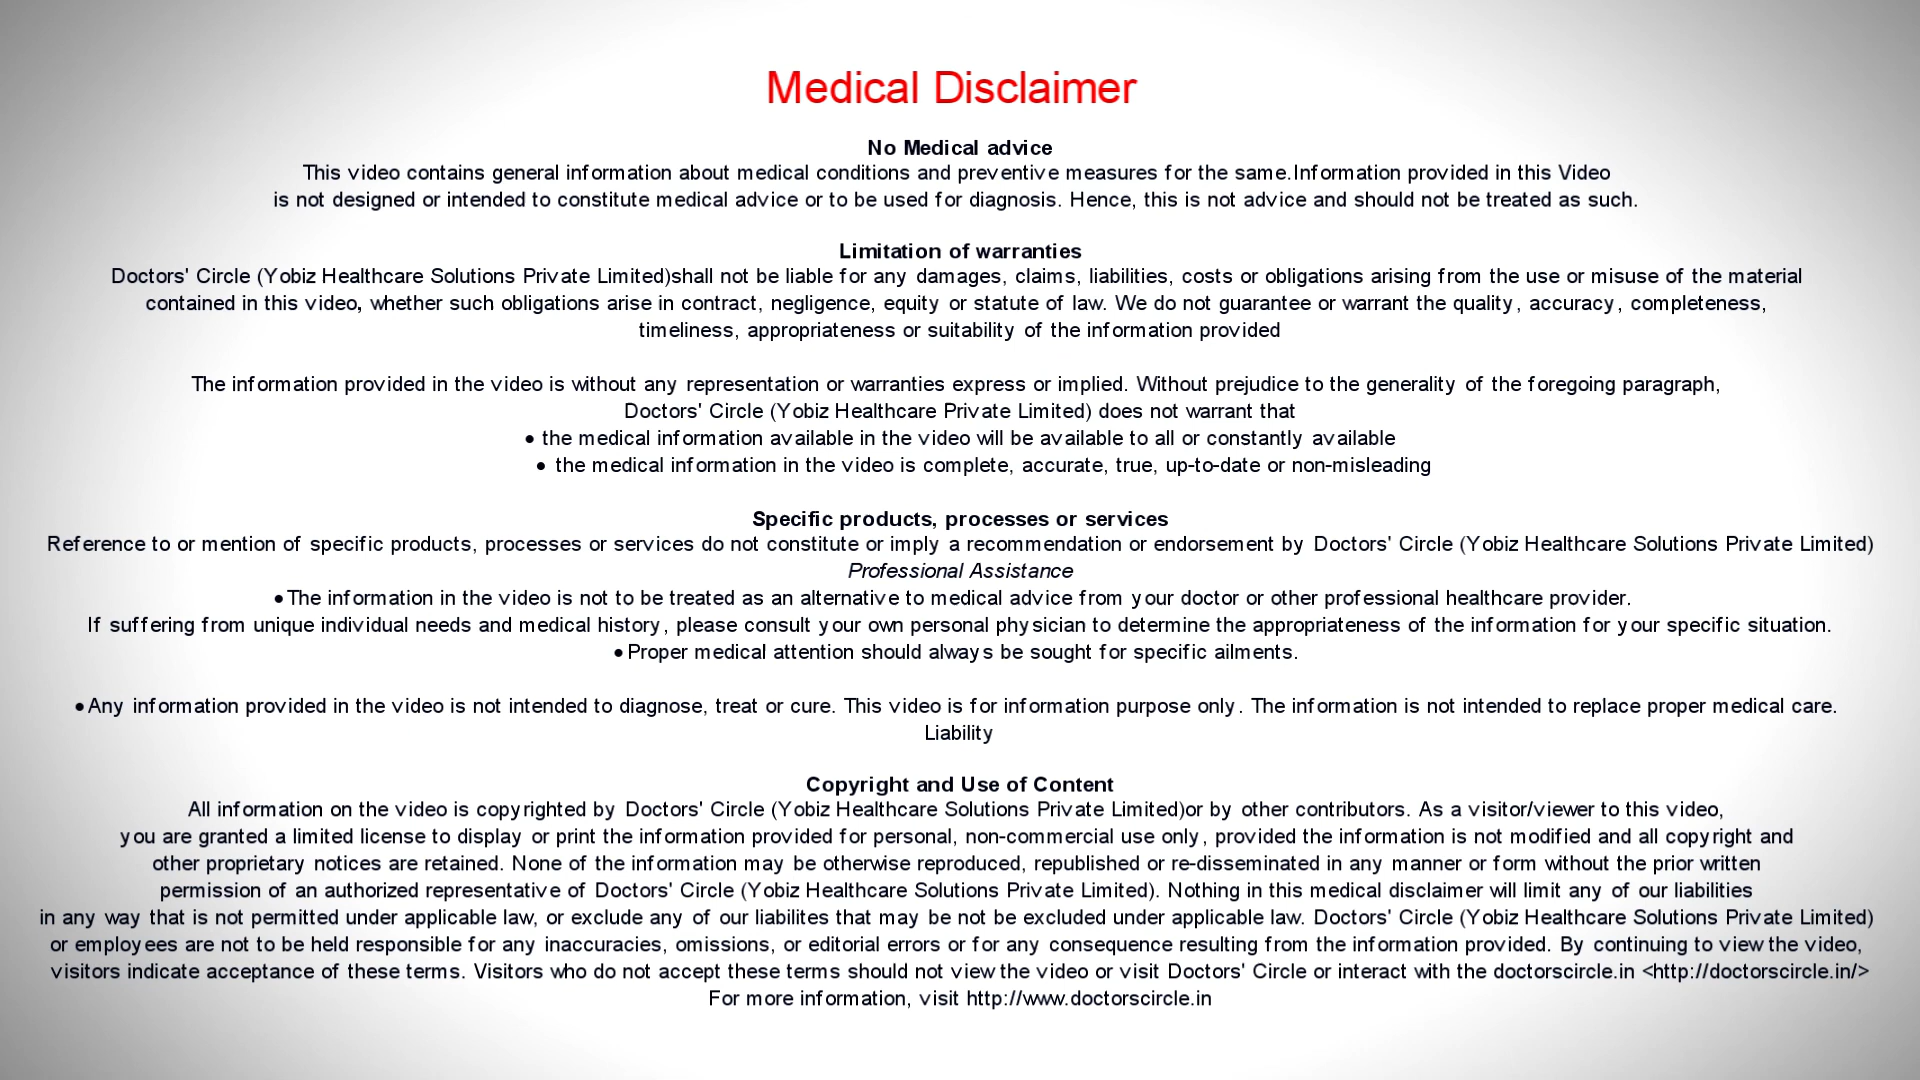 Medical Disclaimer
No Medical advice
This video contains general information about medical conditions and preventive measures for the same.Information provided in this Video
is not designed or intended to constitute medical advice or to be used for diagnosis. Hence, this is not advice and should not be treated as such.
Limitation of warranties
Doctors' Circle (Yobiz Healthcare Solutions Private Limited)shall not be liable for any damages, claims, liabilities, costs or obligations arising from the use or misuse of the material
contained in this video, whether such obligations arise in contract, negligence, equity or statute of law. We do not guarantee or warrant the quality, accuracy, completeness,
timeliness, appropriateness or suitability of the information provided
The information provided in the video is without any representation or warranties express or implied. Without prejudice to the generality of the foregoing paragraph,
Doctors' Circle (Yobiz Healthcare Private Limited) does not warrant that
• the medical information available in the video will be available to all or constantly available
• the medical information in the video is complete, accurate, true, up-to-date or non-misleading
Specific products, processes or services
Reference to or mention of specific products, processes or services do not constitute or imply a recommendation or endorsement by Doctors' Circle (Yobiz Healthcare Solutions Private Limited)
Professional Assistance
•The information in the video is not to be treated as an alternative to medical advice from your doctor or other professional healthcare provider.
If suffering from unique individual needs and medical history, please consult your own personal physician to determine the appropriateness of the information for your specific situation.
•Proper medical attention should always be sought for specific ailments.
•Any information provided in the video is not intended to diagnose, treat or cure. This video is for information purpose only. The information is not intended to replace proper medical care.
Liability
Copyright and Use of Content
All information on the video is copyrighted by Doctors' Circle (Yobiz Healthcare Solutions Private Limited)or by other contributors. As a visitor/viewer to this video,
you are granted a limited license to display or print the information provided for personal, non-commercial use only, provided the information is not modified and all copyright and
other proprietary notices are retained. None of the information may be otherwise reproduced, republished or re-disseminated in any manner or form without the prior written
permission of an authorized representative of Doctors' Circle (Yobiz Healthcare Solutions Private Limited). Nothing in this medical disclaimer will limit any of our liabilities
in any way that is not permitted under applicable law, or exclude any of our liabilites that may be not be excluded under applicable law. Doctors' Circle (Yobiz Healthcare Solutions Private Limited)
or employees are not to be held responsible for any inaccuracies, omissions, or editorial errors or for any consequence resulting from the information provided. By continuing to view the video,
visitors indicate acceptance of these terms. Visitors who do not accept these terms should not view the video or visit Doctors' Circle or interact with the doctorscircle.in <http://doctorscircle.in/>
For more information, visit http://www.doctorscircle.in